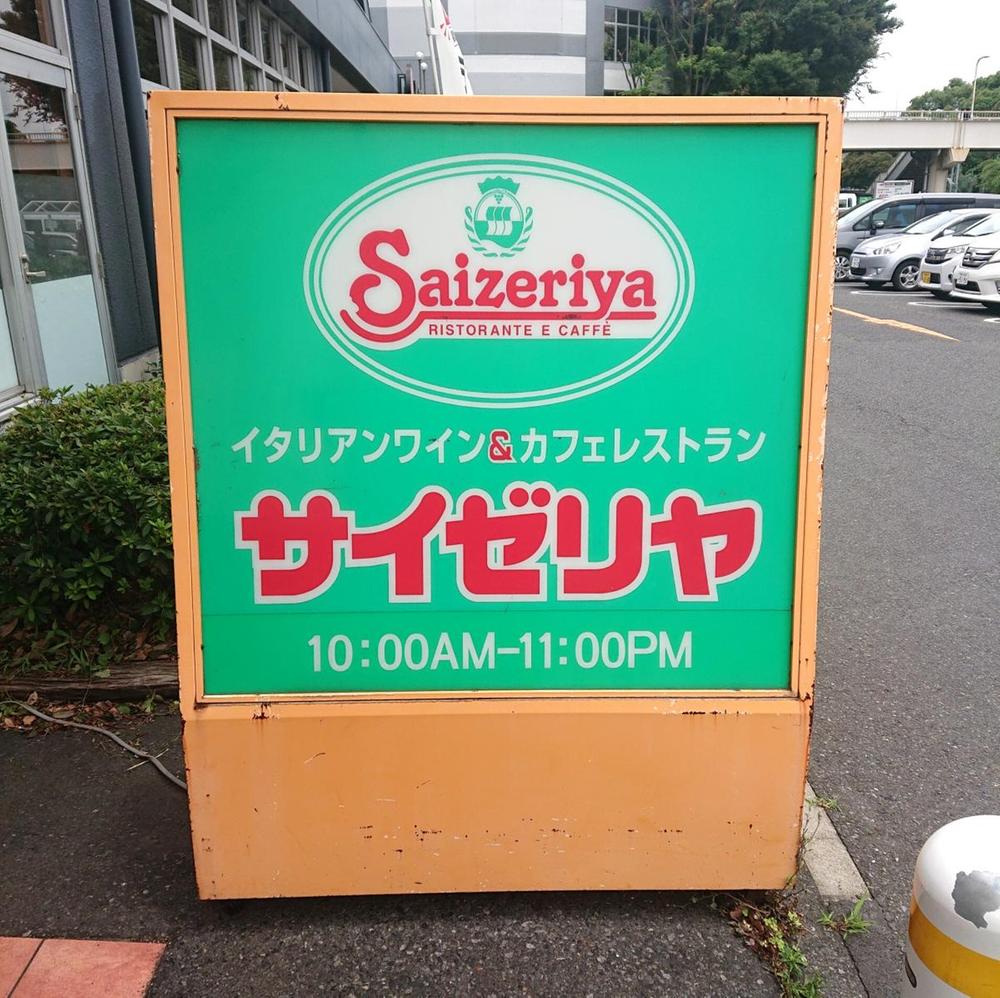 Saizeriya
RISTORANTE E CAFFÈ
イタリアンワイン&カフェレストラン
サイゼリヤ
10:00AM-11:00PM